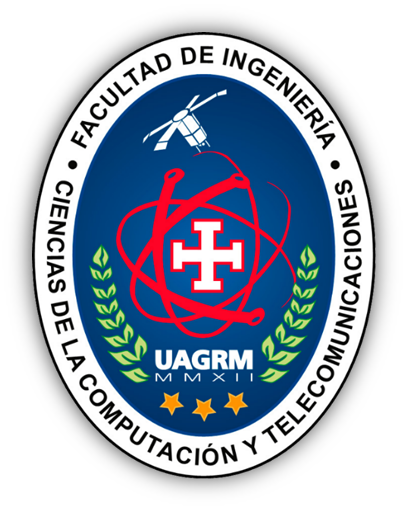 • FACULTAD DE INGENIERÍA •
CIENCIAS DE LA COMPUTACIÓN Y TELECOMUNICACIONES
UAGRM
MMXII